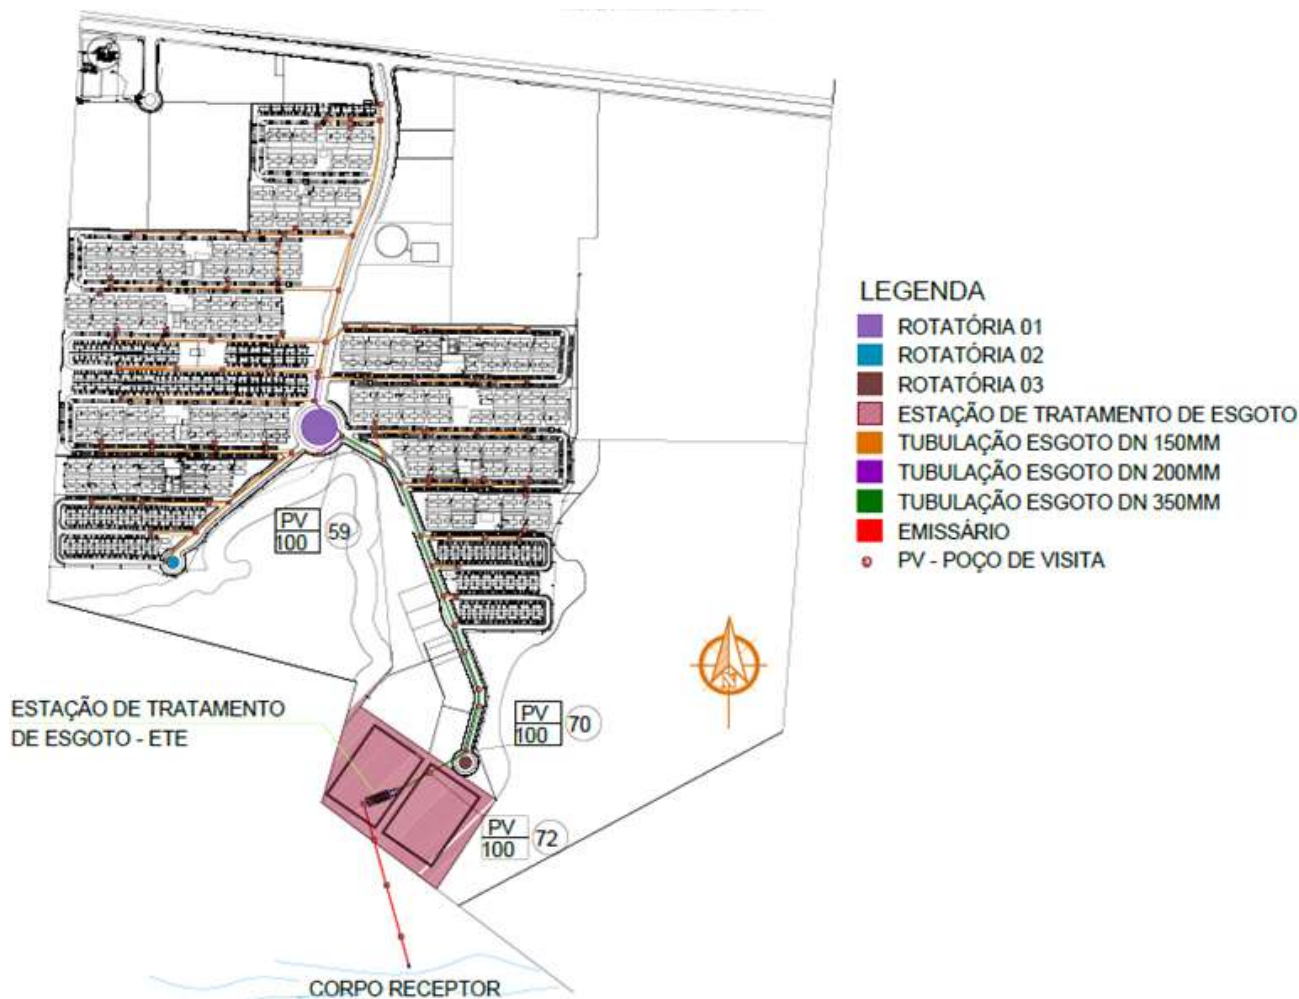 LEGENDA
ROTATÓRIA 01
ROTATÓRIA 02
ROTATÓRIA 03
ESTAÇÃO DE TRATAMENTO DE ESGOTO
TUBULAÇÃO ESGOTO DN 150MM
TUBULAÇÃO ESGOTO DN 200MM
TUBULAÇÃO ESGOTO DN 350MM
EMISSÁRIO
PV - POÇO DE VISITA
PV
100
59
ESTAÇÃO DE TRATAMENTO
DE ESGOTO - ETE
PV
100
70
PV
100
72
CORPO RECEPTOR